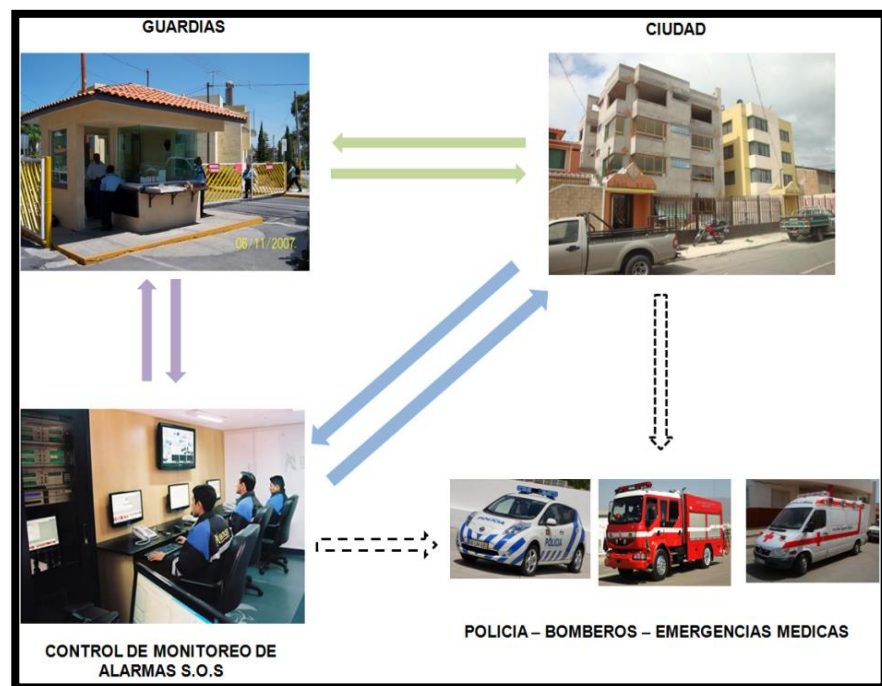 GUARDIAS
CIUDAD
06/11/2007
POLICIA
POLICIA – BOMBEROS – EMERGENCIAS MEDICAS
CONTROL DE MONITOREO DE
ALARMAS S.O.S